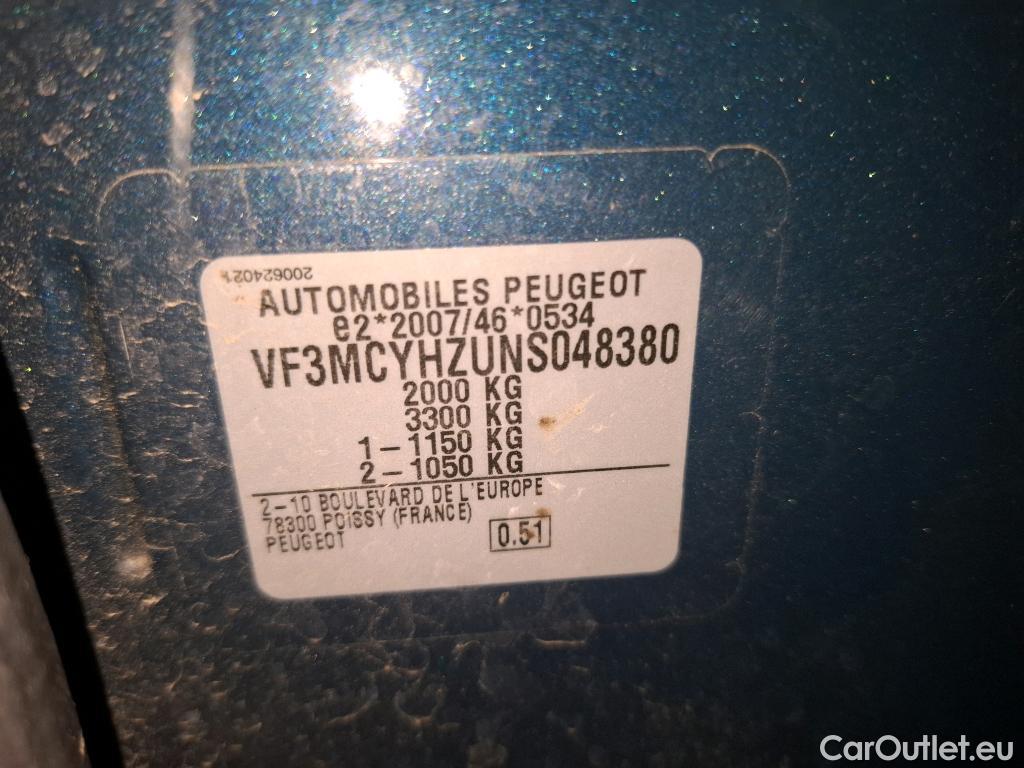 200624021
AUTOMOBILES PEUGEOT
e2*2007/46*0534
VF3MCYHZUNS048380
2000 KG
3300 KG
1-1150 KG
2-1050 KG
2-10 BOULEVARD DE L'EUROPE
78300 POISSY (FRANCE)
PEUGEOT
0.51
CarOutlet.eu